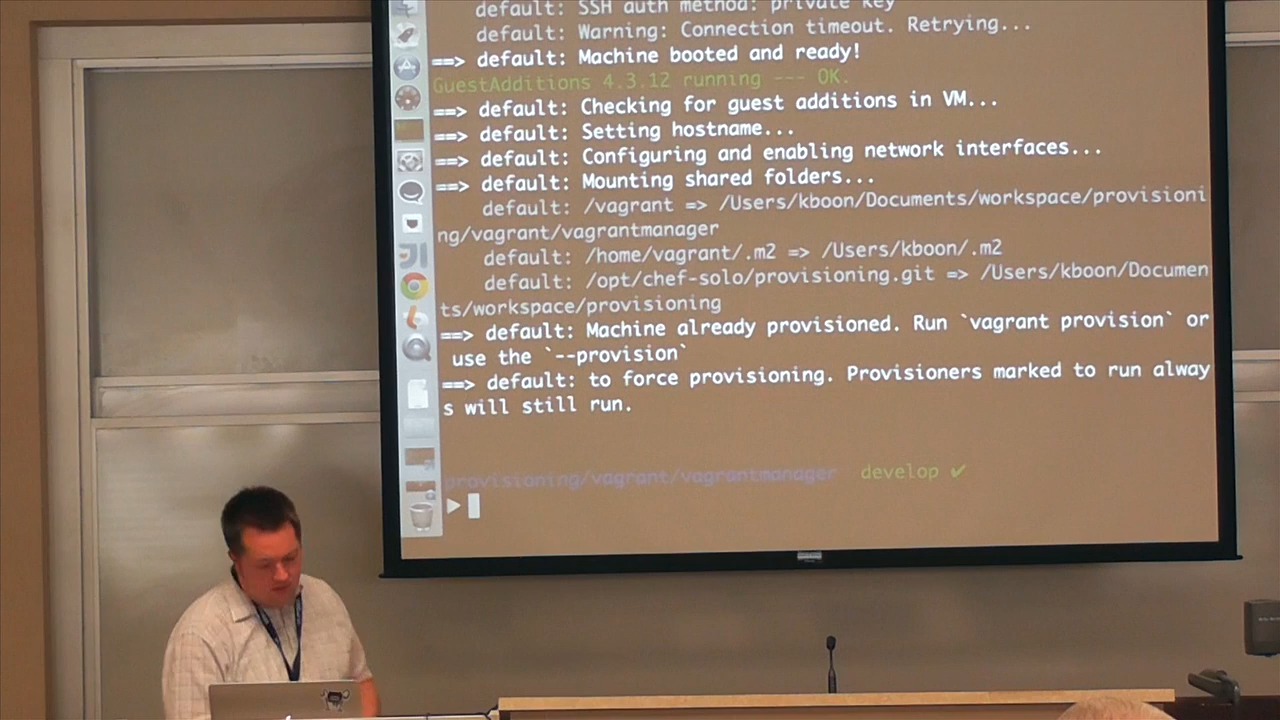 default: SSH auth method: private key
default: Warning: Connection timeout. Retrying...
==> default: Machine booted and ready!
GuestAdditions 4.3.12 running --- OK.
==> default: Checking for guest additions in VM...
==> default: Setting hostname...
==> default: Configuring and enabling network interfaces...
==> default: Mounting shared folders...
default: /vagrant => /Users/kboon/Documents/workspace/provisioni
ng/vagrant/vagrantmanager
default: /home/vagrant/.m2 => /Users/kboon/.m2
default: /opt/chef-solo/provisioning.git => /Users/kboon/Documen
ts/workspace/provisioning
==> default: Machine already provisioned. Run `vagrant provision` or
use the `--provision`
==> default: to force provisioning. Provisioners marked to run alway
s will still run.
provisioning/vagrant/vagrantmanager develop ✔